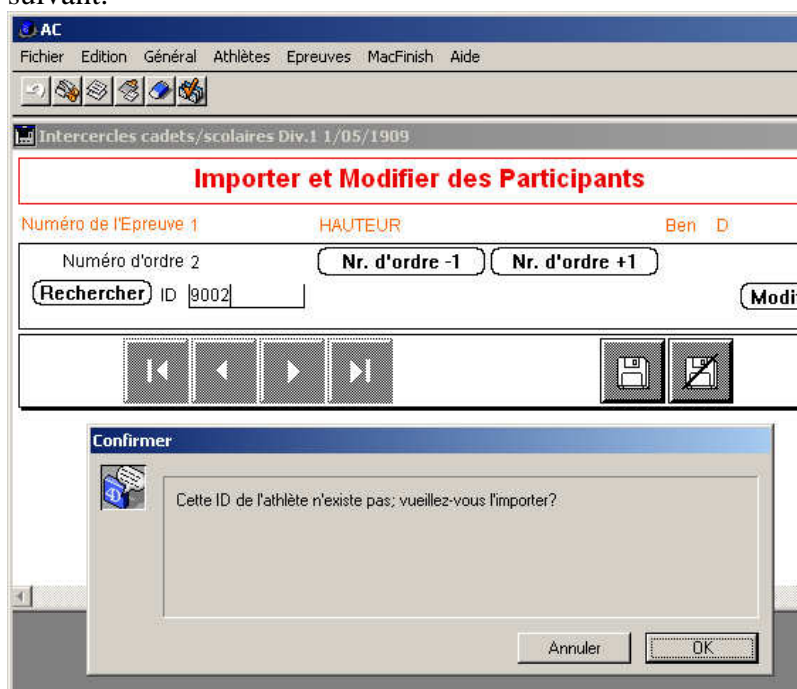 suivant.
AC
Fichier Edition Général Athlètes Epreuves MacFinish Aide
Intercercles cadets/scolaires Div.1 1/05/1909
Importer et Modifier des Participants
Numéro de l'Epreuve 1 HAUTEUR Ben D
Numéro d'ordre 2 Nr. d'ordre -1 Nr. d'ordre +1
Rechercher ID 9002 Modi
Confirmer
Cette ID de l'athlète n'existe pas; vueillez-vous l'importer?
Annuler OK